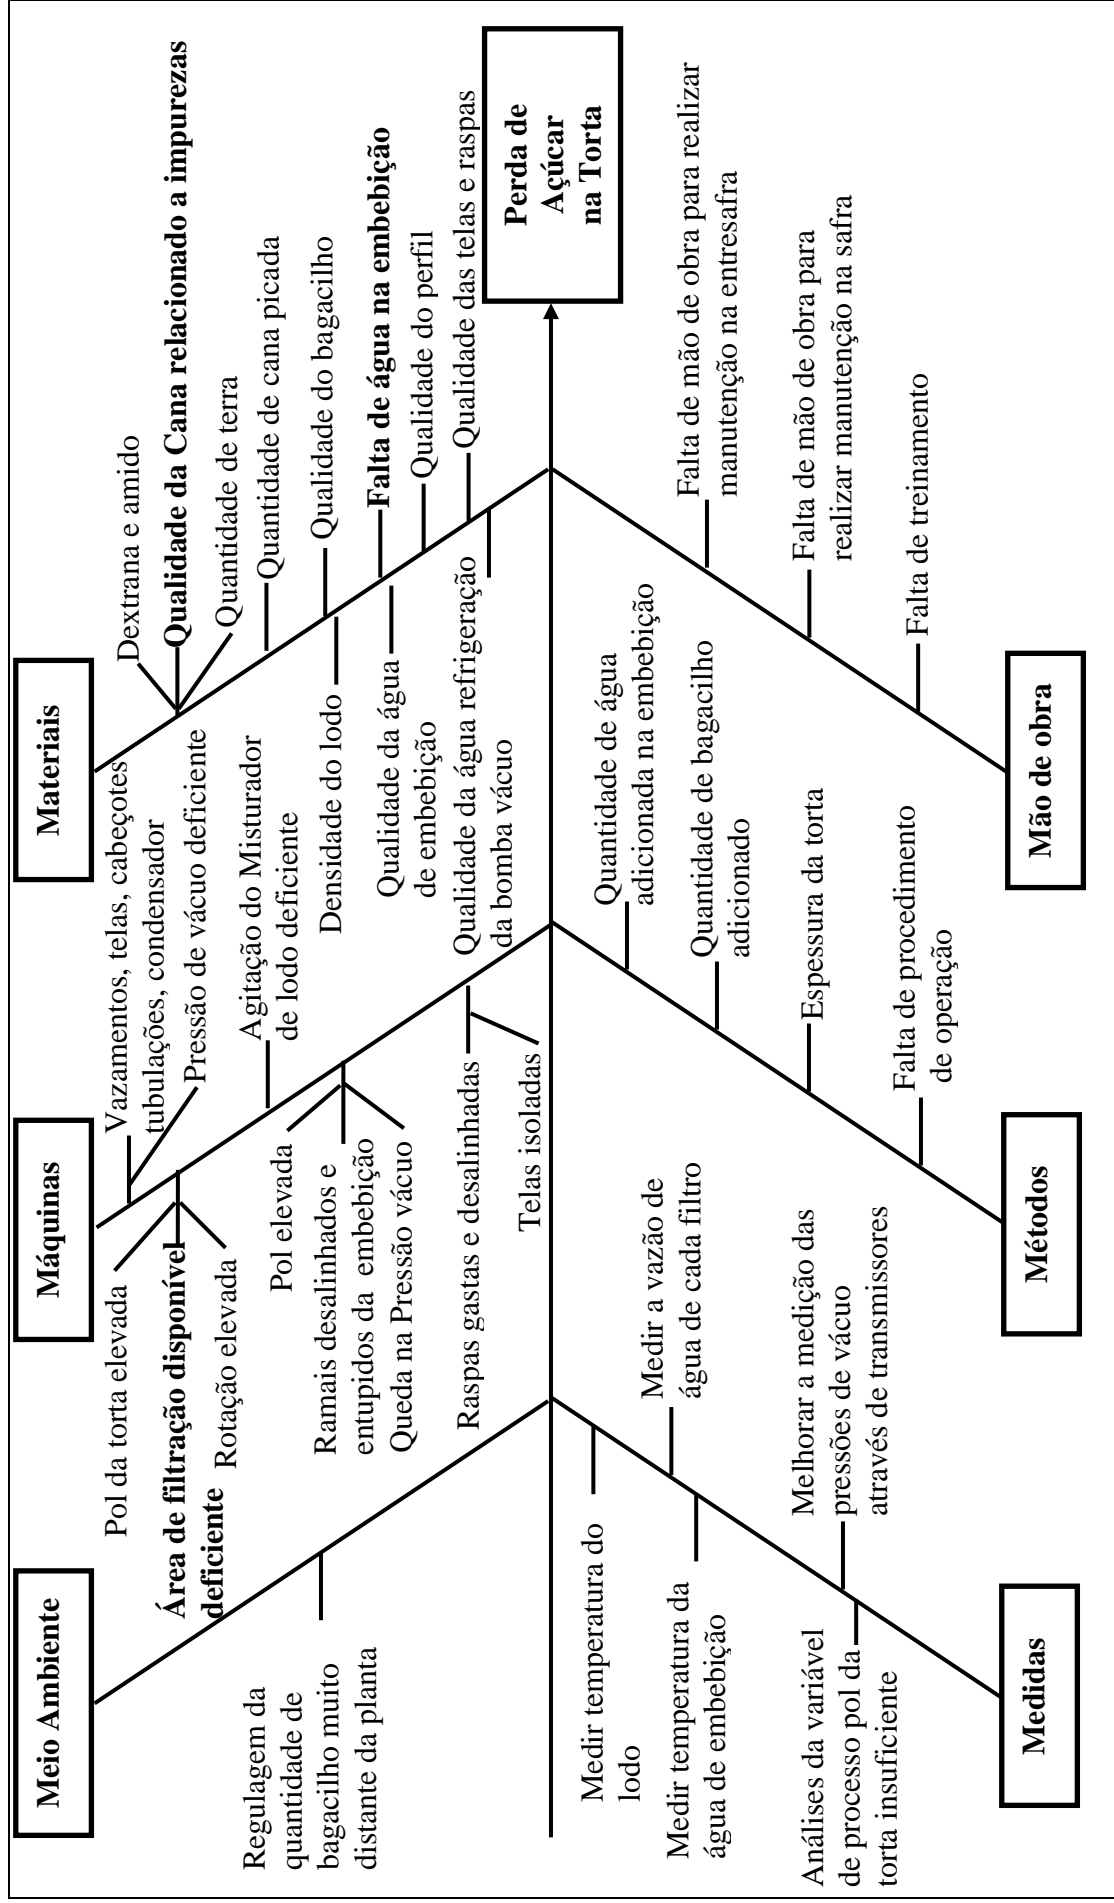 Meio Ambiente
Regulagem da
quantidade de
bagacilho muito
distante da planta
Máquinas
Vazamentos, telas, cabeçotes
tubulações, condensador
Pressão de vácuo deficiente
Pol da torta elevada
Área de filtração disponível
deficiente
Rotação elevada
Agitação do Misturador
de lodo deficiente
Pol elevada
Ramais desalinhados e
entupidos da embebição
Queda na Pressão vácuo
Raspas gastas e desalinhadas
Telas isoladas
Materiais
Dextrana e amido
Qualidade da Cana relacionado a impurezas
Quantidade de terra
Quantidade de cana picada
Qualidade do bagacilho
Densidade do lodo
Falta de água na embebição
Qualidade da água
de embebição
Qualidade do perfil
Qualidade das telas e raspas
Qualidade da água refrigeração
da bomba vácuo
Perda de
Açúcar
na Torta
Medir temperatura do
lodo
Medir a vazão de
água de cada filtro
Medir temperatura da
água de embebição
Melhorar a medição das
pressões de vácuo
através de transmissores
Análises da variável
de processo pol da
torta insuficiente
Medidas
Quantidade de água
adicionada na embebição
Quantidade de bagacilho
adicionado
Espessura da torta
Falta de procedimento
de operação
Métodos
Falta de mão de obra para realizar
manutenção na entresafra
Falta de mão de obra para
realizar manutenção na safra
Falta de treinamento
Mão de obra